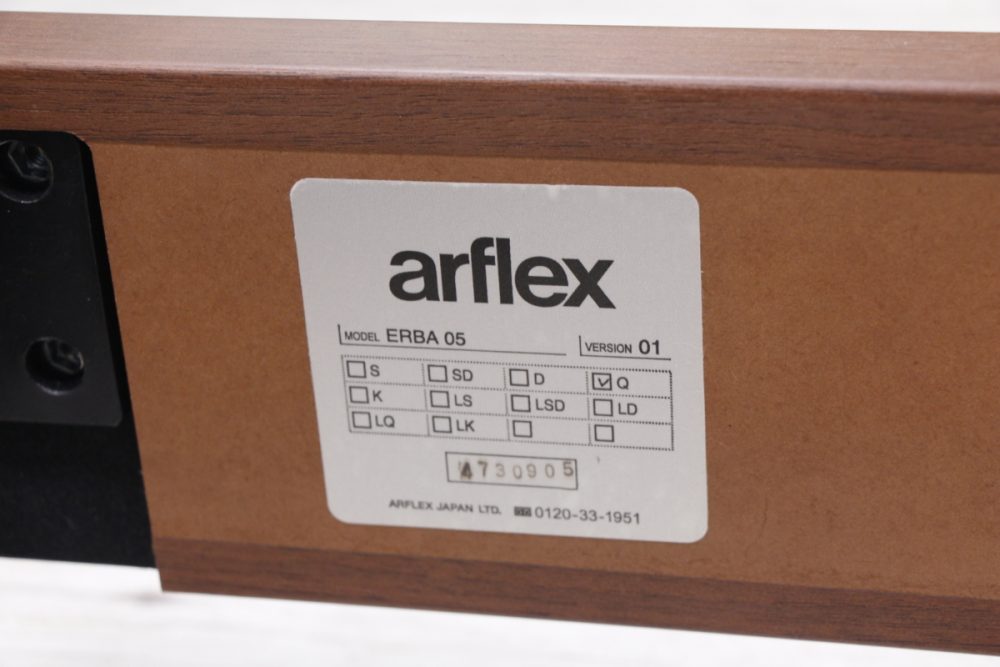 arflex
MODEL ERBA 05 VERSION 01
☐ S ☐ SD ☐ D ☑ Q
☐ K ☐ LS ☐ LSD ☐ LD
☐ LQ ☐ LK ☐ ☐
4730905
ARFLEX JAPAN LTD. 0120-33-1951